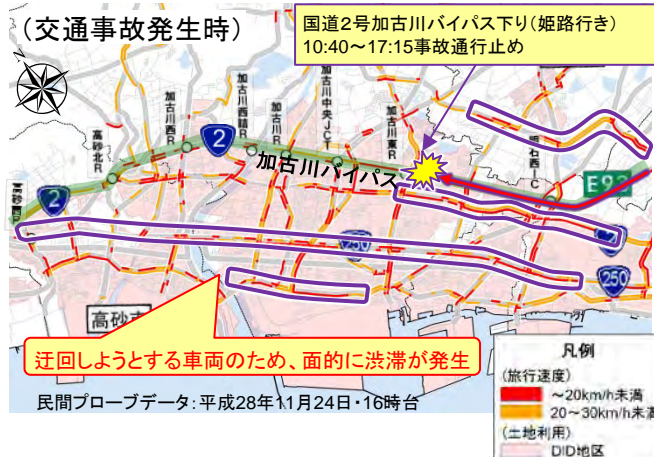 (交通事故発生時)
国道2号加古川バイパス下り(姫路行き)
10:40～17:15事故通行止め
N
高砂西R
高砂北R
加古川西R
加古川西詰R
加古川R
加古川中央JCT
加古川東R
明石西IC
2
2
加古川バイパス
E93
250
2
250
高砂市
迂回しようとする車両のため、面的に渋滞が発生
民間プローブデータ:平成28年11月24日・16時台
凡例
(旅行速度)
～20km/h未満
20～30km/h未満
(土地利用)
DID地区